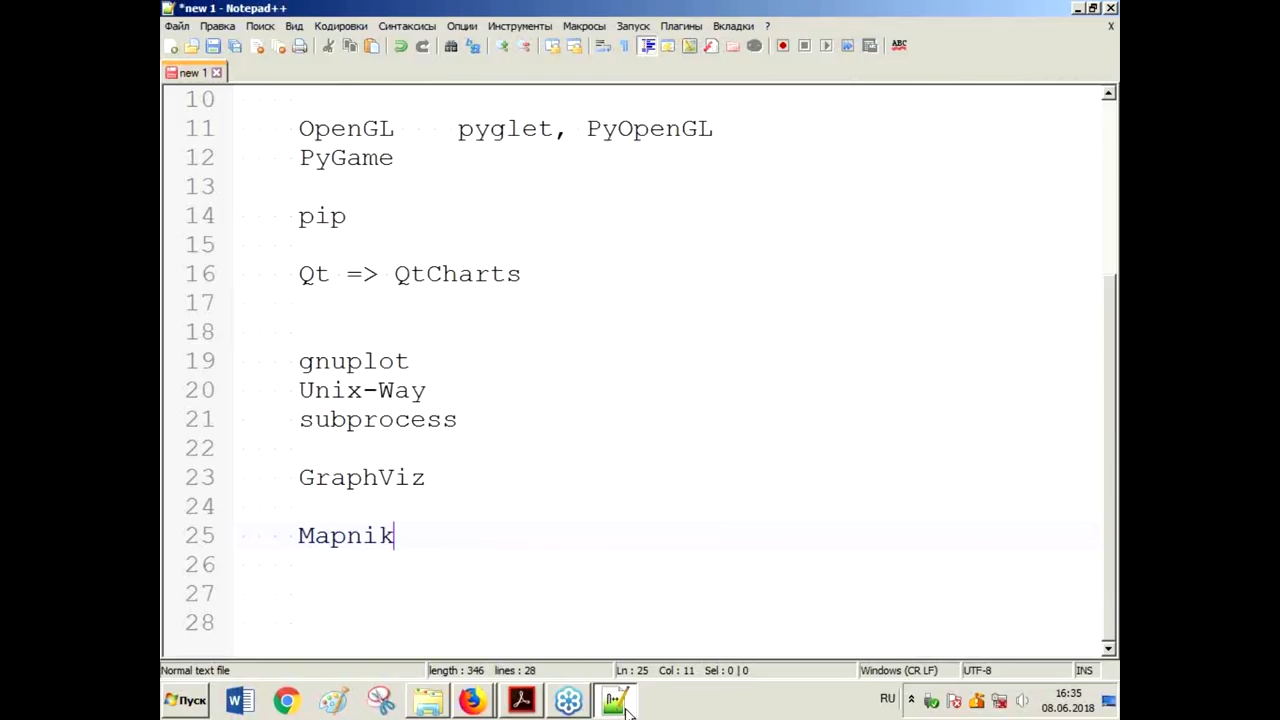 *new 1 - Notepad++
Файл Правка Поиск Вид Кодировки Синтаксисы Опции Инструменты Макросы Запуск Плагины Вкладки ? X
ABC
new 1
10
11 OpenGL pyglet, PyOpenGL
12 PyGame
13
14 pip
15
16 Qt => QtCharts
17
18
19 gnuplot
20 Unix-Way
21 subprocess
22
23 GraphViz
24
25 Mapnik
26
27
28
Normal text file length : 346 lines : 28 Ln : 25 Col : 11 Sel : 0 | 0 Windows (CR LF) UTF-8 INS
Пуск RU 16:35
08.06.2018